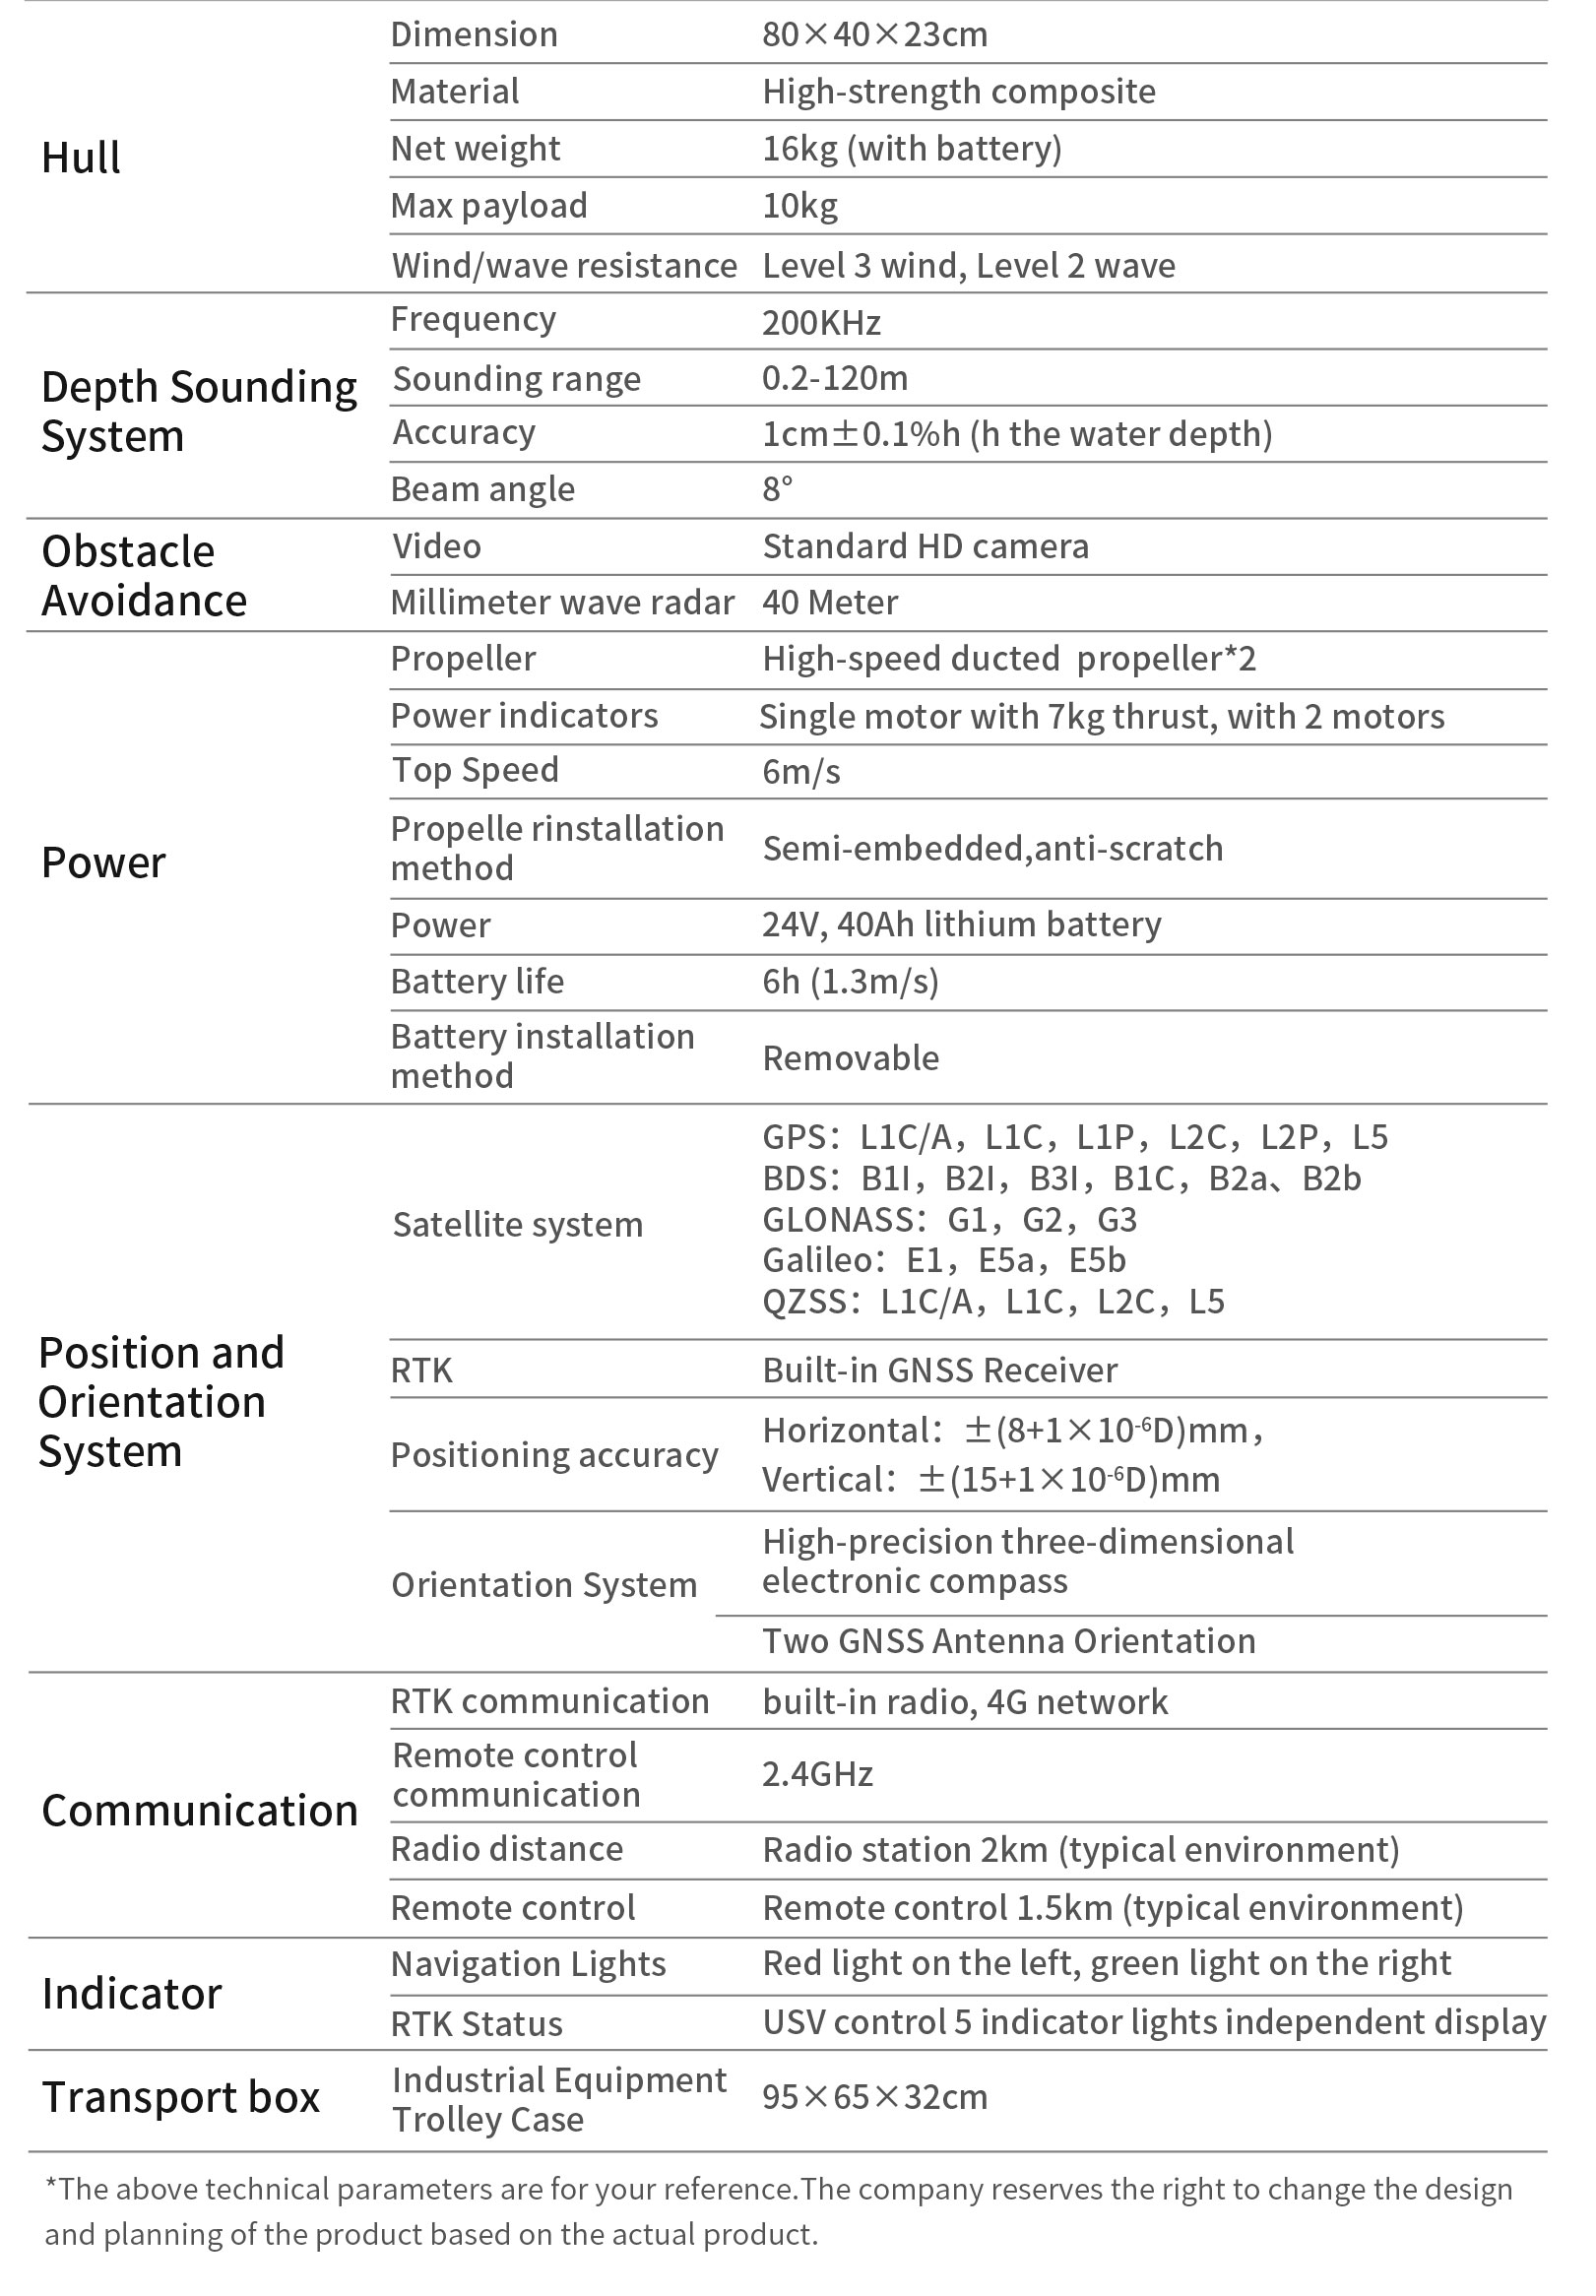 Hull
Dimension 80×40×23cm
Material High-strength composite
Net weight 16kg (with battery)
Max payload 10kg
Wind/wave resistance Level 3 wind, Level 2 wave
Depth Sounding
System
Frequency 200KHz
Sounding range 0.2-120m
Accuracy 1cm±0.1%h (h the water depth)
Beam angle 8°
Obstacle
Avoidance
Video Standard HD camera
Millimeter wave radar 40 Meter
Power
Propeller High-speed ducted propeller*2
Power indicators Single motor with 7kg thrust, with 2 motors
Top Speed 6m/s
Propelle rinstallation
method
Semi-embedded,anti-scratch
Power 24V, 40Ah lithium battery
Battery life 6h (1.3m/s)
Battery installation
method
Removable
Position and
Orientation
System
Satellite system
GPS：L1C/A，L1C，L1P，L2C，L2P，L5
BDS：B1I，B2I，B3I，B1C，B2a、B2b
GLONASS：G1，G2，G3
Galileo：E1，E5a，E5b
QZSS：L1C/A，L1C，L2C，L5
RTK Built-in GNSS Receiver
Positioning accuracy
Horizontal：±(8+1×10⁻⁶D)mm，
Vertical：±(15+1×10⁻⁶D)mm
Orientation System
High-precision three-dimensional
electronic compass
Two GNSS Antenna Orientation
Communication
RTK communication built-in radio, 4G network
Remote control
communication
2.4GHz
Radio distance Radio station 2km (typical environment)
Remote control Remote control 1.5km (typical environment)
Indicator
Navigation Lights Red light on the left, green light on the right
RTK Status USV control 5 indicator lights independent display
Transport box
Industrial Equipment
Trolley Case
95×65×32cm
*The above technical parameters are for your reference.The company reserves the right to change the design
and planning of the product based on the actual product.